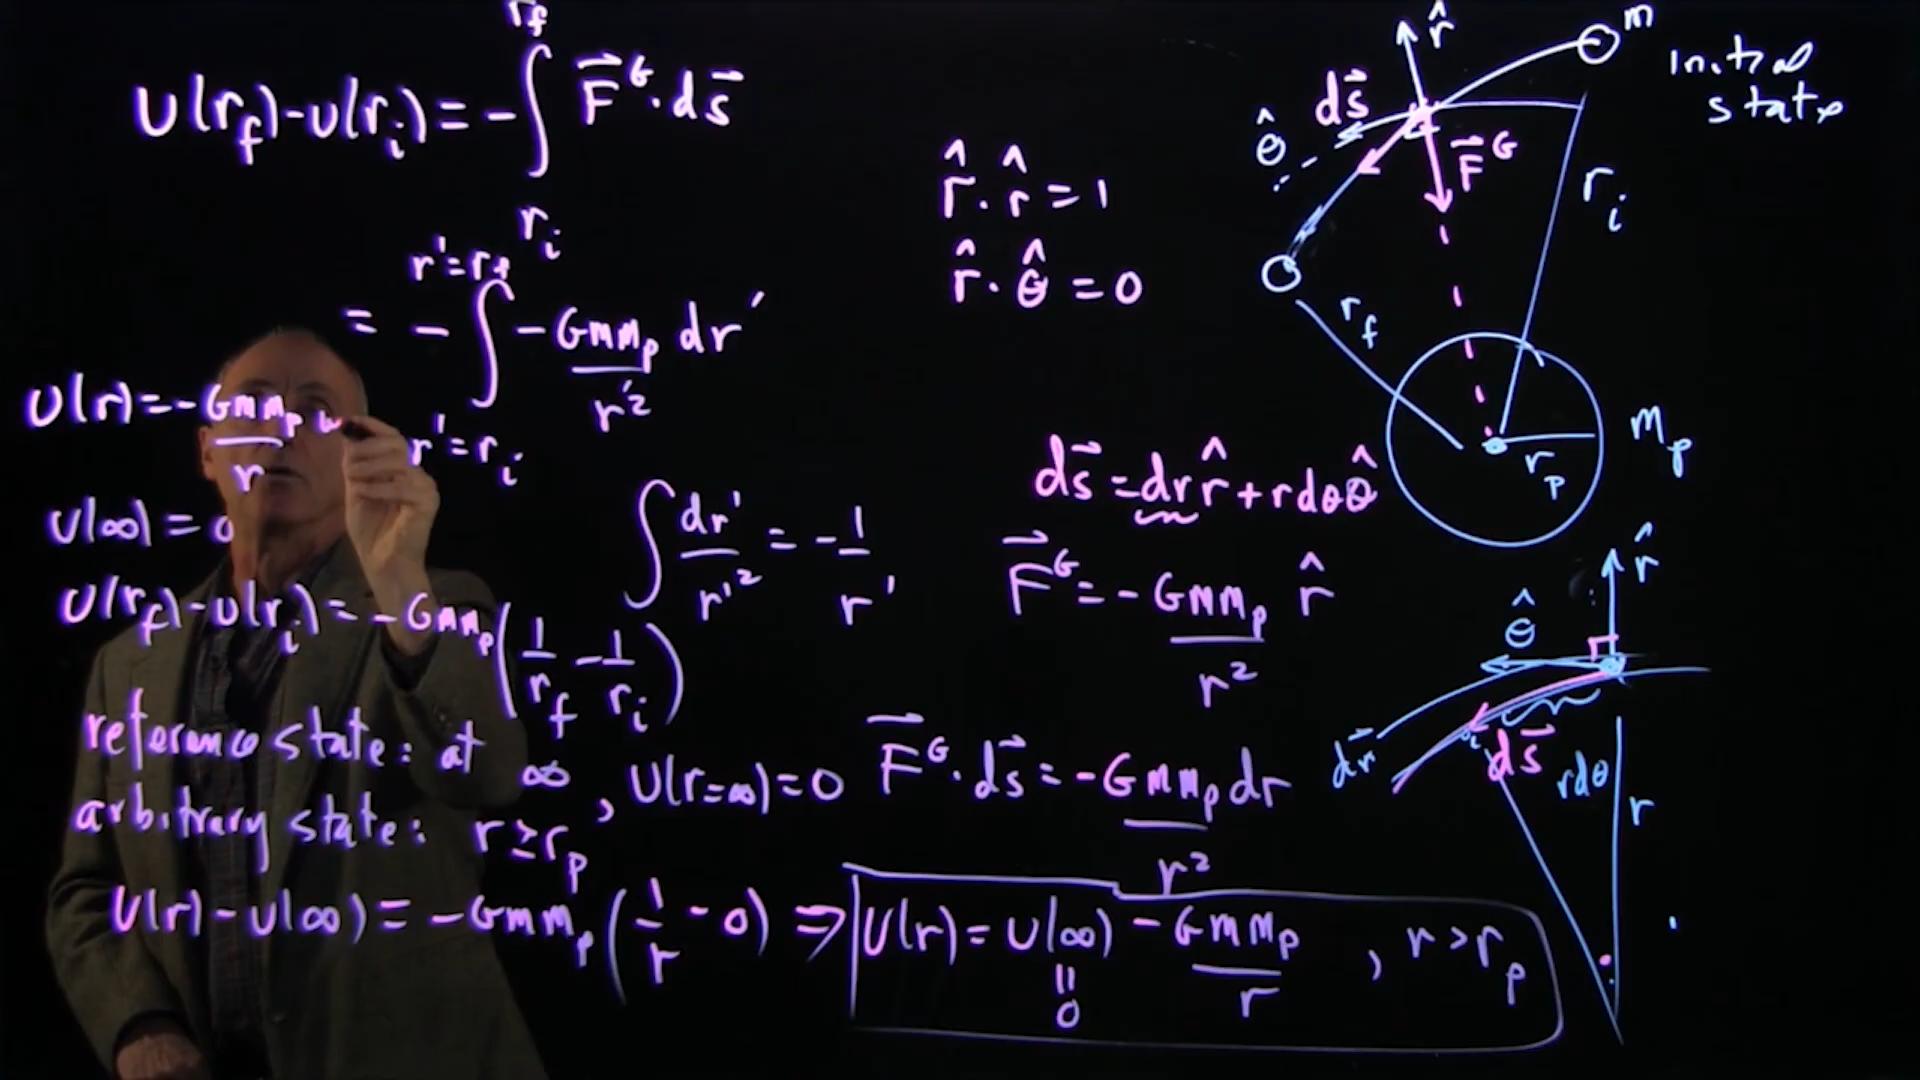 U(r_f)-U(r_i) = -∫_{r_i}^{r_f} F⃗^G · ds⃗
= -∫_{r'=r_i}^{r'=r_f} -Gmm_p/r'^2 dr'
U(r) = -Gmm_p/r w
U(∞) = 0
∫ dr'/r'^2 = -1/r'
U(r_f)-U(r_i) = -Gmm_p(1/r_f - 1/r_i)
reference state: at ∞, U(r=∞)=0
arbitrary state: r ≥ r_p
U(r)-U(∞) = -Gmm_p(1/r - 0) ⇒ U(r) = U(∞) - Gmm_p/r, r > r_p
=
0
r̂ · r̂ = 1
r̂ · θ̂ = 0
ds⃗ = dr r̂ + r dθ θ̂
F⃗^G = -Gmm_p/r^2 r̂
F⃗^G · ds⃗ = -Gmm_p/r^2 dr
r̂
m
initial
state
ds⃗
θ̂
F⃗^G
r_i
r_f
m_p
r_p
r̂
θ̂
dr
ds⃗
rdθ
r